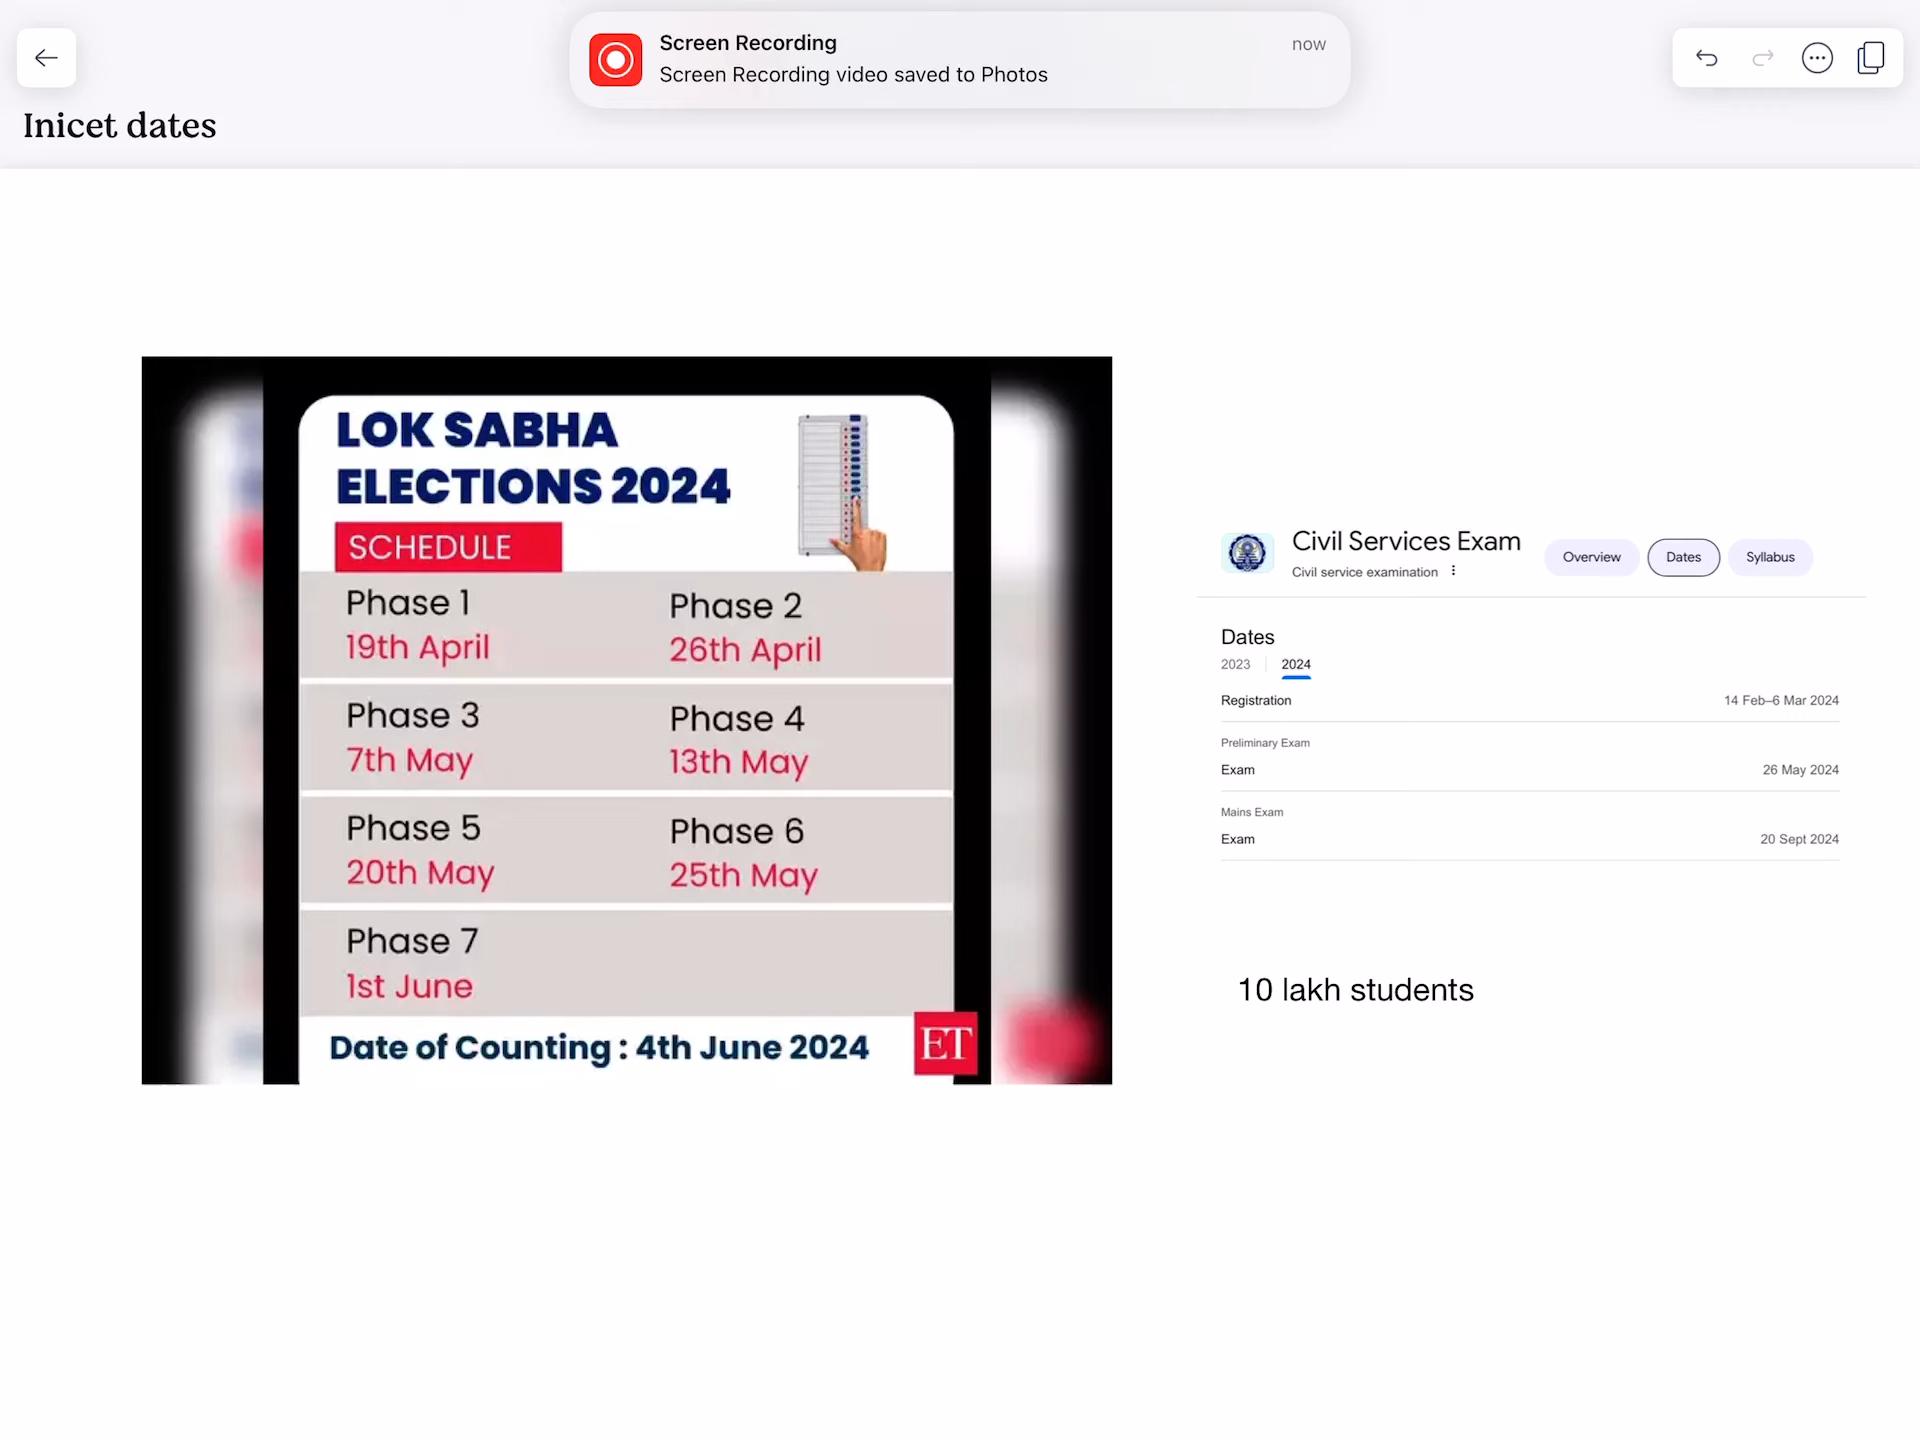 Screen Recording
now
Screen Recording video saved to Photos
Inicet dates
LOK SABHA
ELECTIONS 2024
SCHEDULE
Phase 1
19th April
Phase 2
26th April
Phase 3
7th May
Phase 4
13th May
Phase 5
20th May
Phase 6
25th May
Phase 7
1st June
Date of Counting : 4th June 2024
ET
Civil Services Exam
Civil service examination
Overview
Dates
Syllabus
Dates
2023
2024
Registration 14 Feb–6 Mar 2024
Preliminary Exam
Exam 26 May 2024
Mains Exam
Exam 20 Sept 2024
10 lakh students